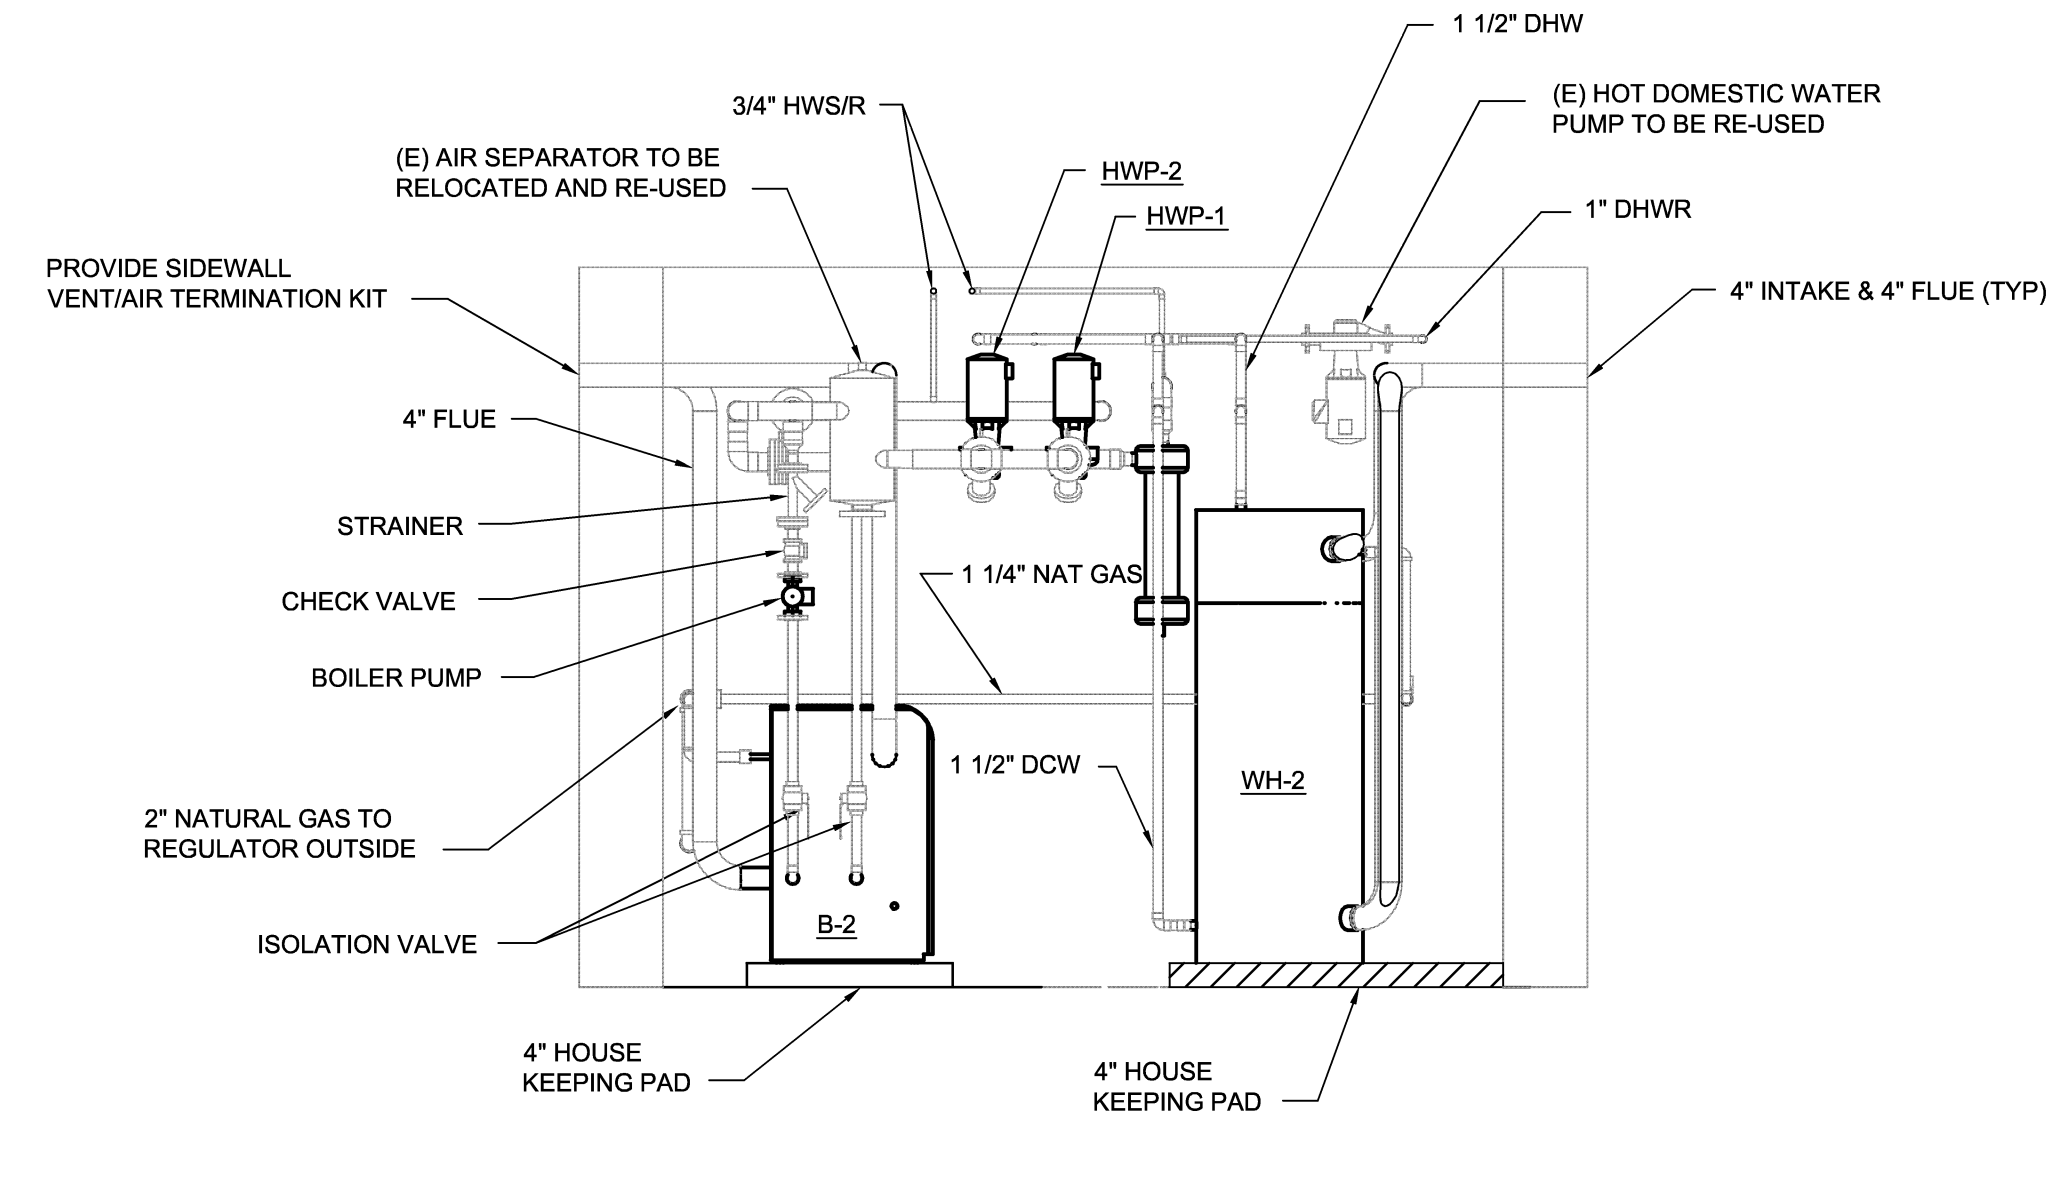 1 1/2" DHW
(E) HOT DOMESTIC WATER
PUMP TO BE RE-USED
3/4" HWS/R
(E) AIR SEPARATOR TO BE
RELOCATED AND RE-USED
HWP-2
HWP-1
1" DHWR
PROVIDE SIDEWALL
VENT/AIR TERMINATION KIT
4" INTAKE & 4" FLUE (TYP)
4" FLUE
STRAINER
CHECK VALVE
1 1/4" NAT GAS
BOILER PUMP
1 1/2" DCW
WH-2
2" NATURAL GAS TO
REGULATOR OUTSIDE
B-2
ISOLATION VALVE
4" HOUSE
KEEPING PAD
4" HOUSE
KEEPING PAD